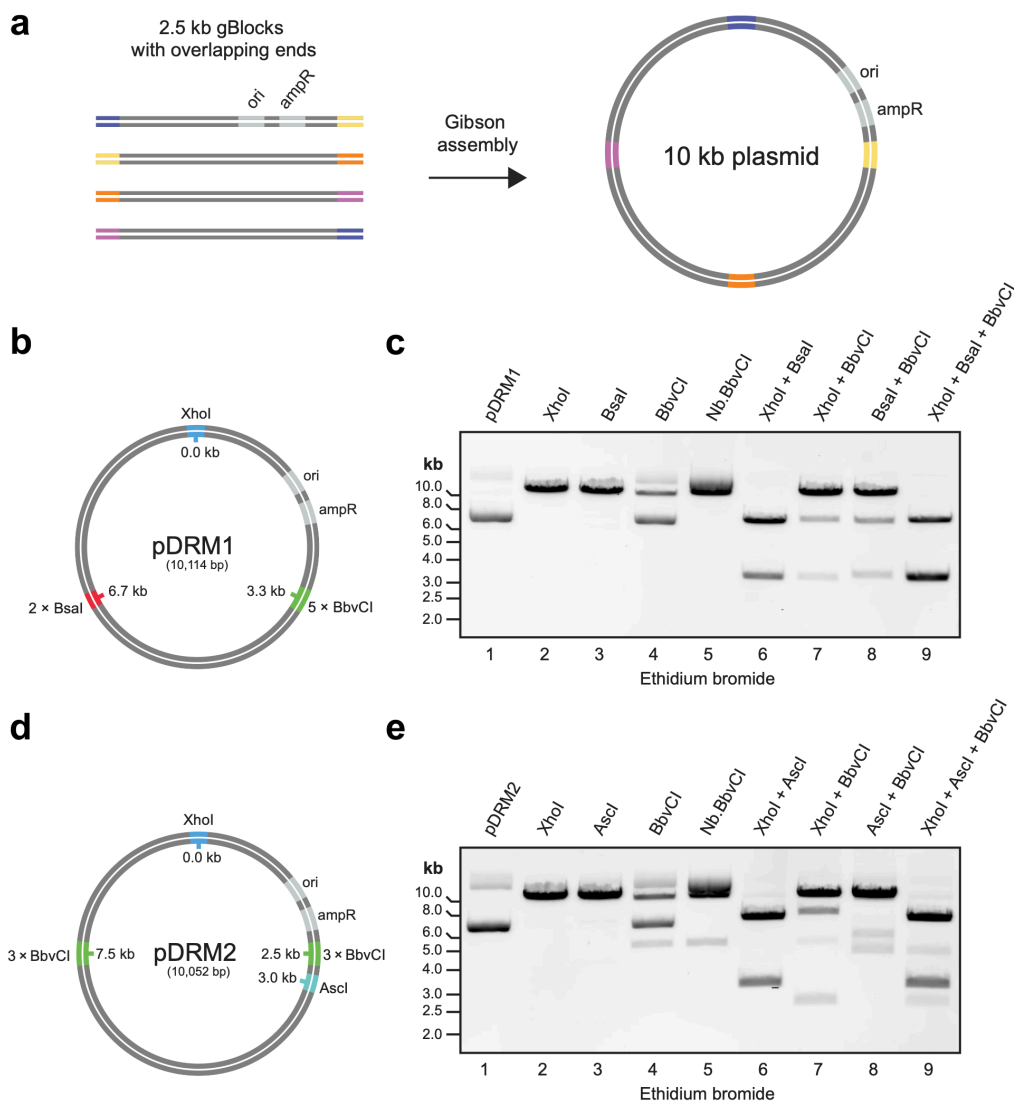 a
2.5 kb gBlocks
with overlapping ends
ori
ampR
Gibson
assembly
10 kb plasmid
ori
ampR
b
XhoI
0.0 kb
ori
ampR
pDRM1
(10,114 bp)
6.7 kb
3.3 kb
2 × BsaI
5 × BbvCI
c
pDRM1
XhoI
BsaI
BbvCI
Nb.BbvCI
XhoI + BsaI
XhoI + BbvCI
BsaI + BbvCI
XhoI + BsaI + BbvCI
kb
10.0
8.0
6.0
5.0
4.0
3.0
2.5
2.0
1 2 3 4 5 6 7 8 9
Ethidium bromide
d
XhoI
0.0 kb
ori
ampR
3 × BbvCI
7.5 kb
pDRM2
(10,052 bp)
2.5 kb
3 × BbvCI
3.0 kb
AscI
e
pDRM2
XhoI
AscI
BbvCI
Nb.BbvCI
XhoI + AscI
XhoI + BbvCI
AscI + BbvCI
XhoI + AscI + BbvCI
kb
10.0
8.0
6.0
5.0
4.0
3.0
2.5
2.0
1 2 3 4 5 6 7 8 9
Ethidium bromide